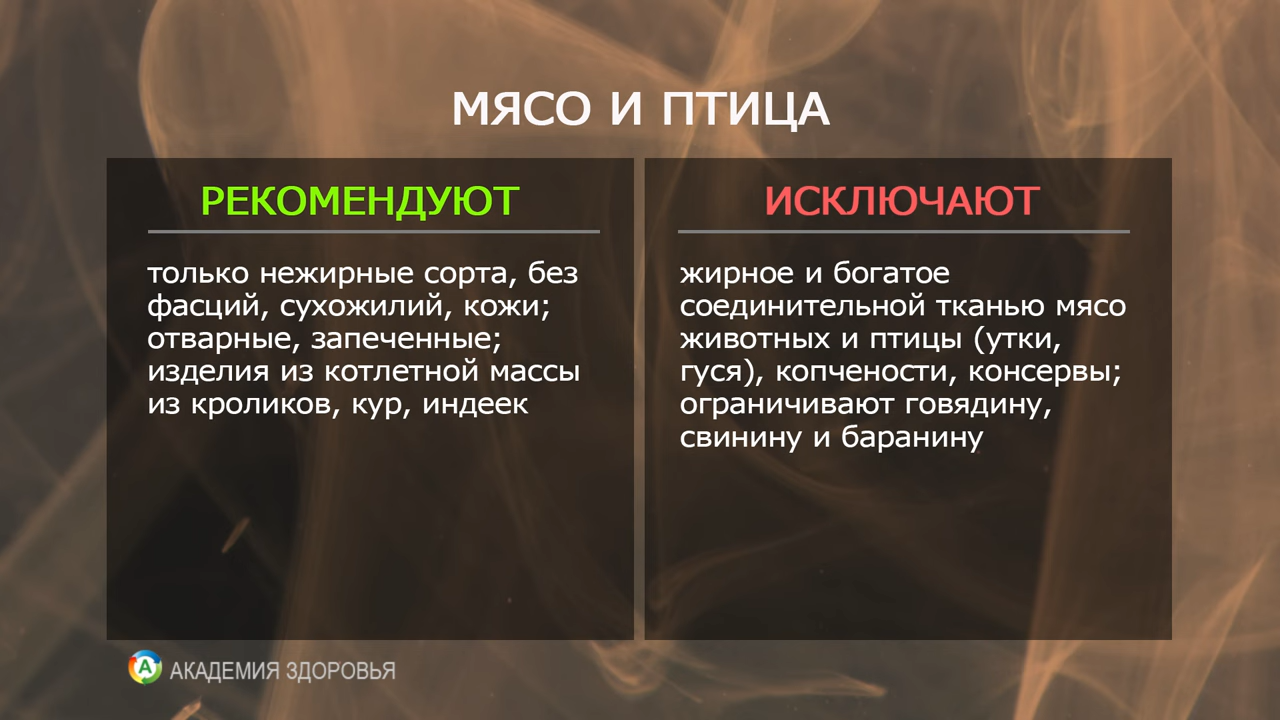 МЯСО И ПТИЦА
РЕКОМЕНДУЮТ
только нежирные сорта, без
фасций, сухожилий, кожи;
отварные, запеченные;
изделия из котлетной массы
из кроликов, кур, индеек
ИСКЛЮЧАЮТ
жирное и богатое
соединительной тканью мясо
животных и птицы (утки,
гуся), копчености, консервы;
ограничивают говядину,
свинину и баранину
А АКАДЕМИЯ ЗДОРОВЬЯ